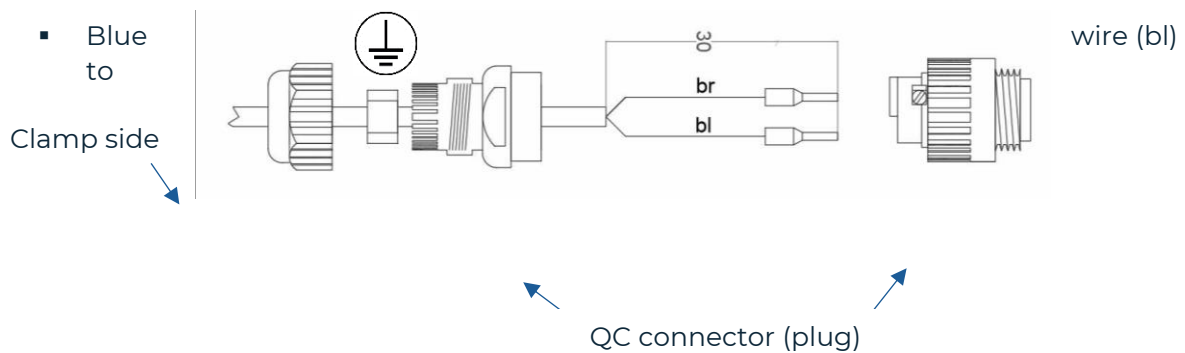 ▪ Blue wire (bl)
to
30
br
bl
Clamp side
QC connector (plug)